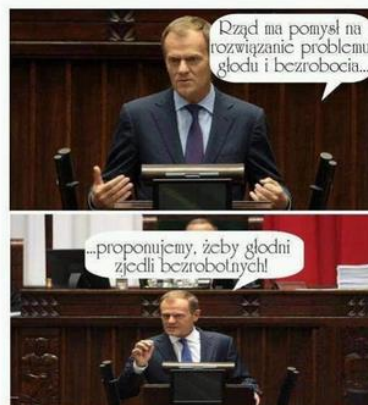 Rząd ma pomysł na
rozwiązanie problemu
głodu i bezrobocia...
...proponujemy, żeby głodni
zjedli bezrobotnych!